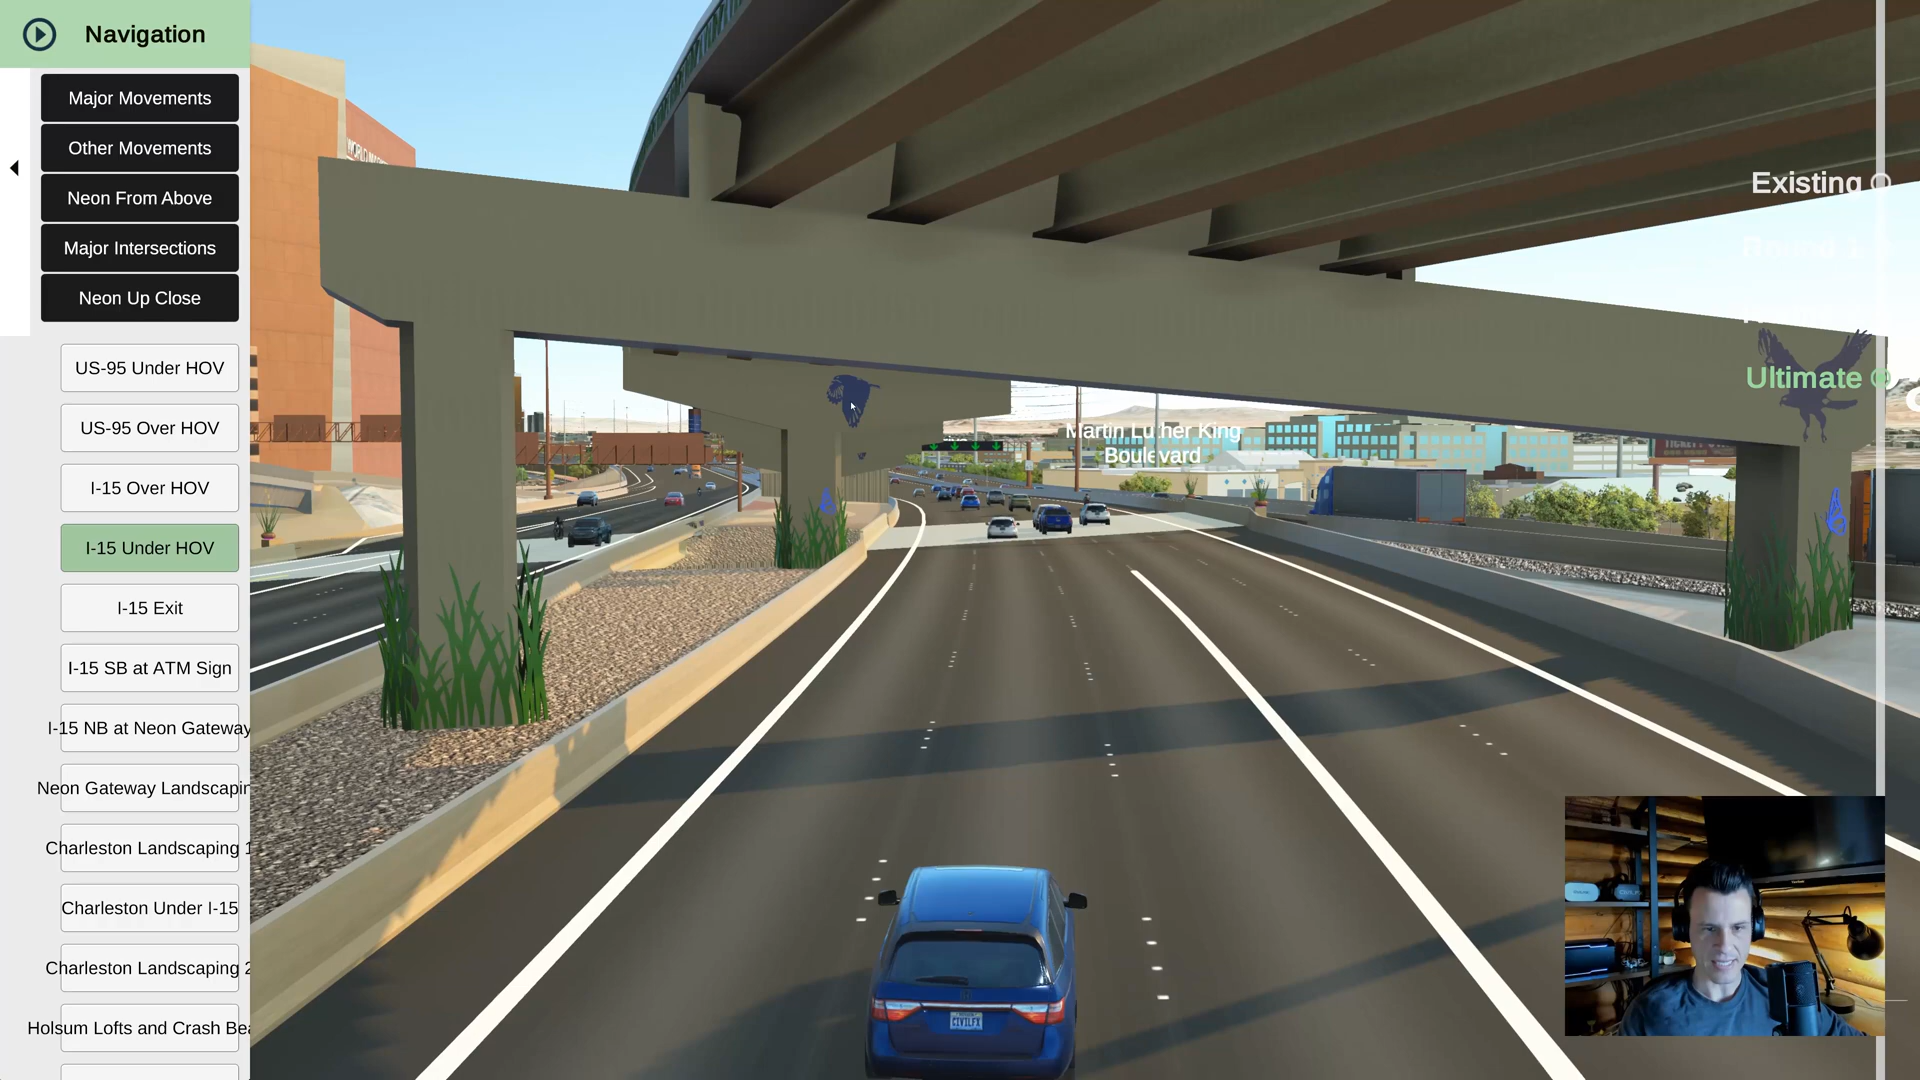 Navigation
Major Movements
Other Movements
Neon From Above
Major Intersections
Neon Up Close
US-95 Under HOV
US-95 Over HOV
I-15 Over HOV
I-15 Under HOV
I-15 Exit
I-15 SB at ATM Sign
I-15 NB at Neon Gateway
Neon Gateway Landscapin
Charleston Landscaping 1
Charleston Under I-15
Charleston Landscaping 2
Holsum Lofts and Crash Bea
Existing
Ultimate
Martin Luther King
Boulevard
CIVILFX